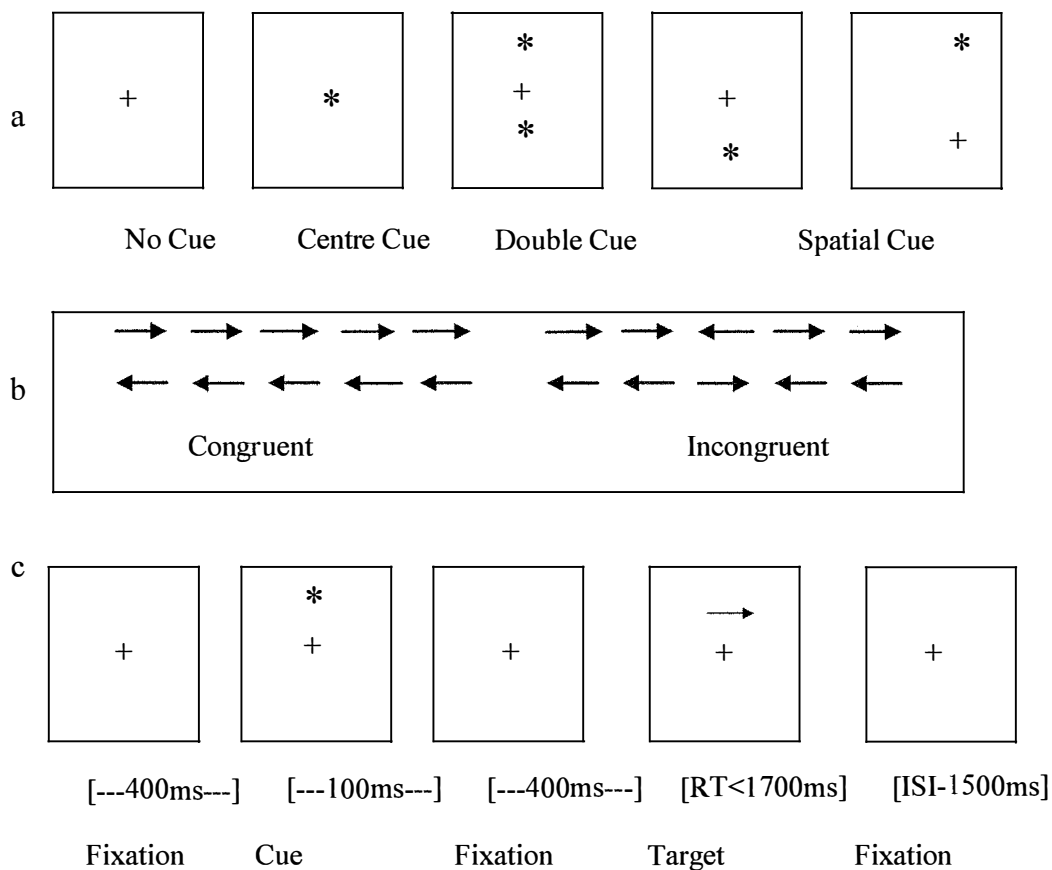 a
+ * * + * + * * +
No Cue Centre Cue Double Cue Spatial Cue
b
Congruent Incongruent
c
+ * + + + +
[---400ms---] [---100ms---] [---400ms---] [RT<1700ms] [ISI-1500ms]
Fixation Cue Fixation Target Fixation